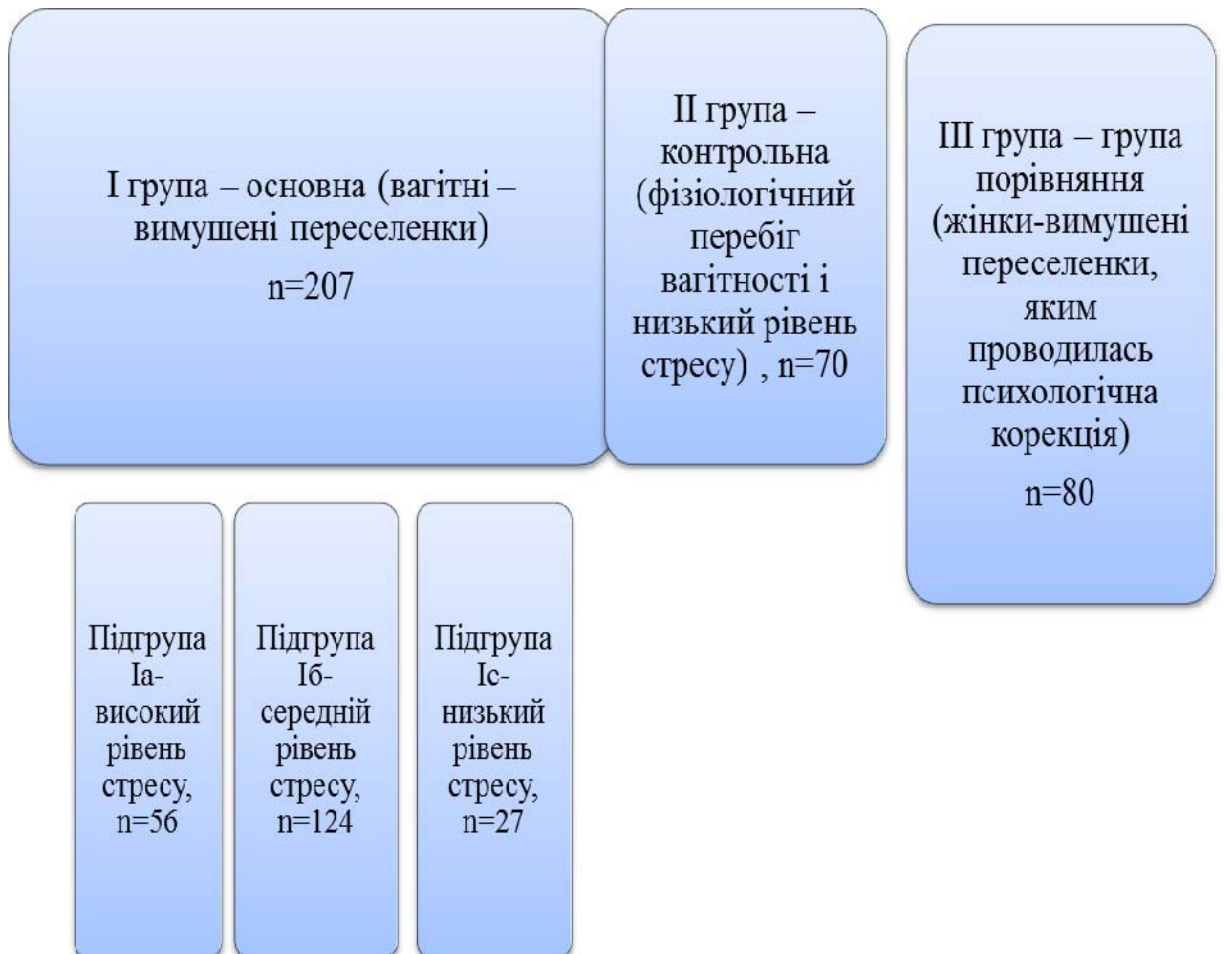 І група – основна (вагітні –
вимушені переселенки)
n=207
ІІ група –
контрольна
(фізіологічний
перебіг
вагітності і
низький рівень
стресу) , n=70
ІІІ група – група
порівняння
(жінки-вимушені
переселенки,
яким
проводилась
психологічна
корекція)
n=80
Підгрупа
Іа-
високий
рівень
стресу,
n=56
Підгрупа
Іб-
середній
рівень
стресу,
n=124
Підгрупа
Іс-
низький
рівень
стресу,
n=27